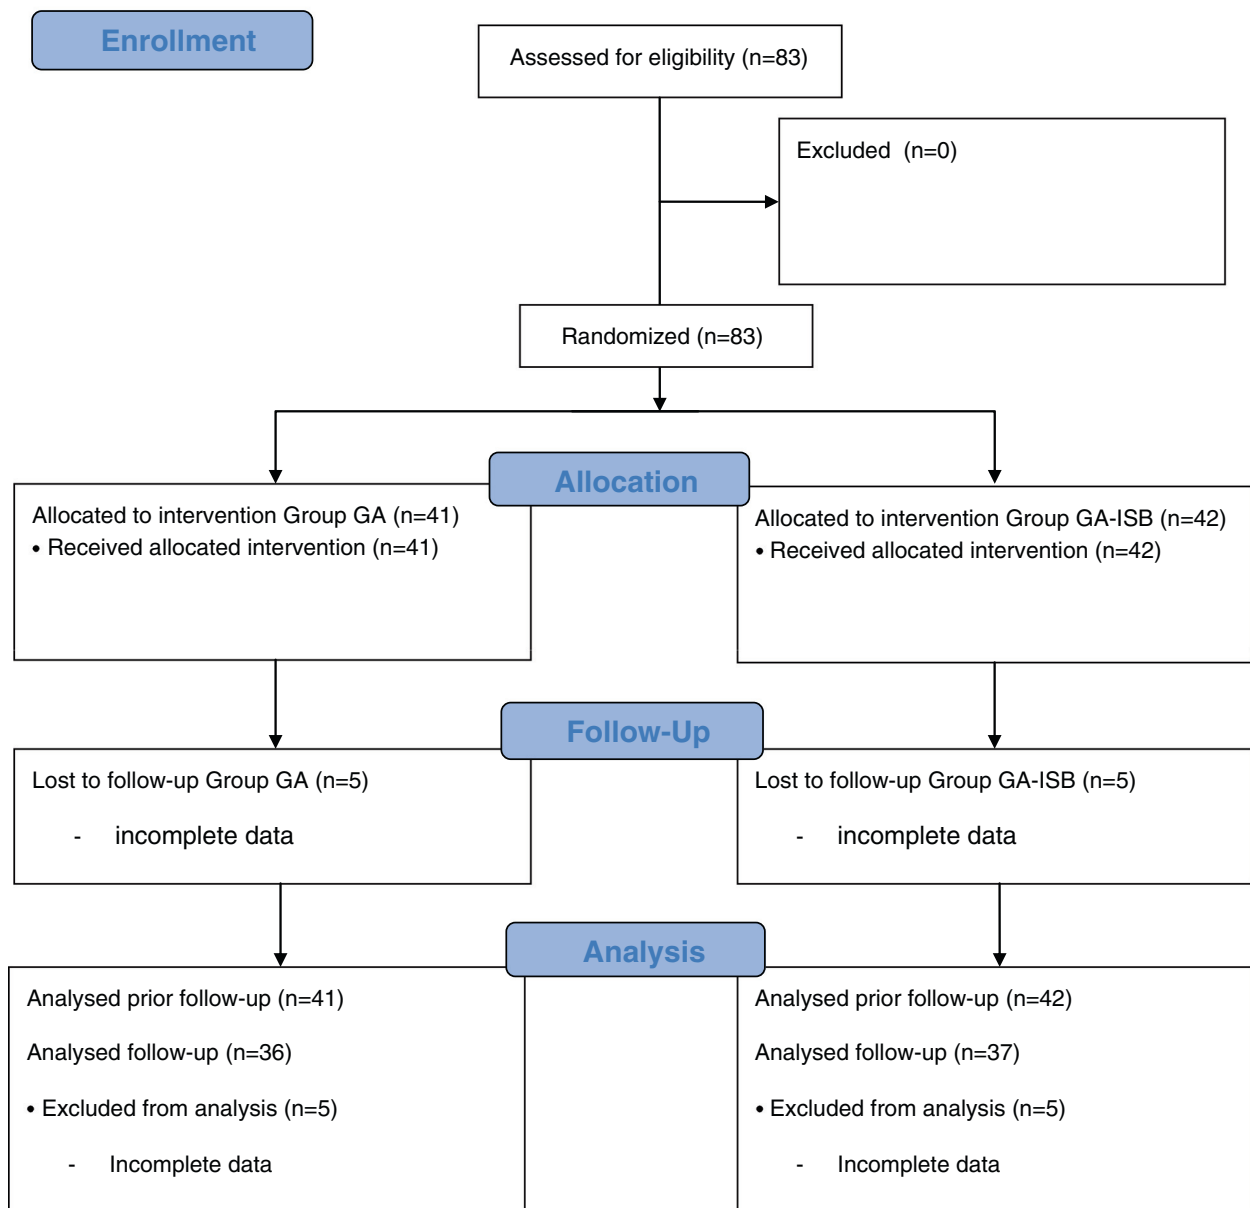 Enrollment
Assessed for eligibility (n=83)
Excluded (n=0)
Randomized (n=83)
Allocation
Allocated to intervention Group GA (n=41)
• Received allocated intervention (n=41)
Allocated to intervention Group GA-ISB (n=42)
• Received allocated intervention (n=42)
Follow-Up
Lost to follow-up Group GA (n=5)
- incomplete data
Lost to follow-up Group GA-ISB (n=5)
- incomplete data
Analysis
Analysed prior follow-up (n=41)
Analysed follow-up (n=36)
• Excluded from analysis (n=5)
- Incomplete data
Analysed prior follow-up (n=42)
Analysed follow-up (n=37)
• Excluded from analysis (n=5)
- Incomplete data